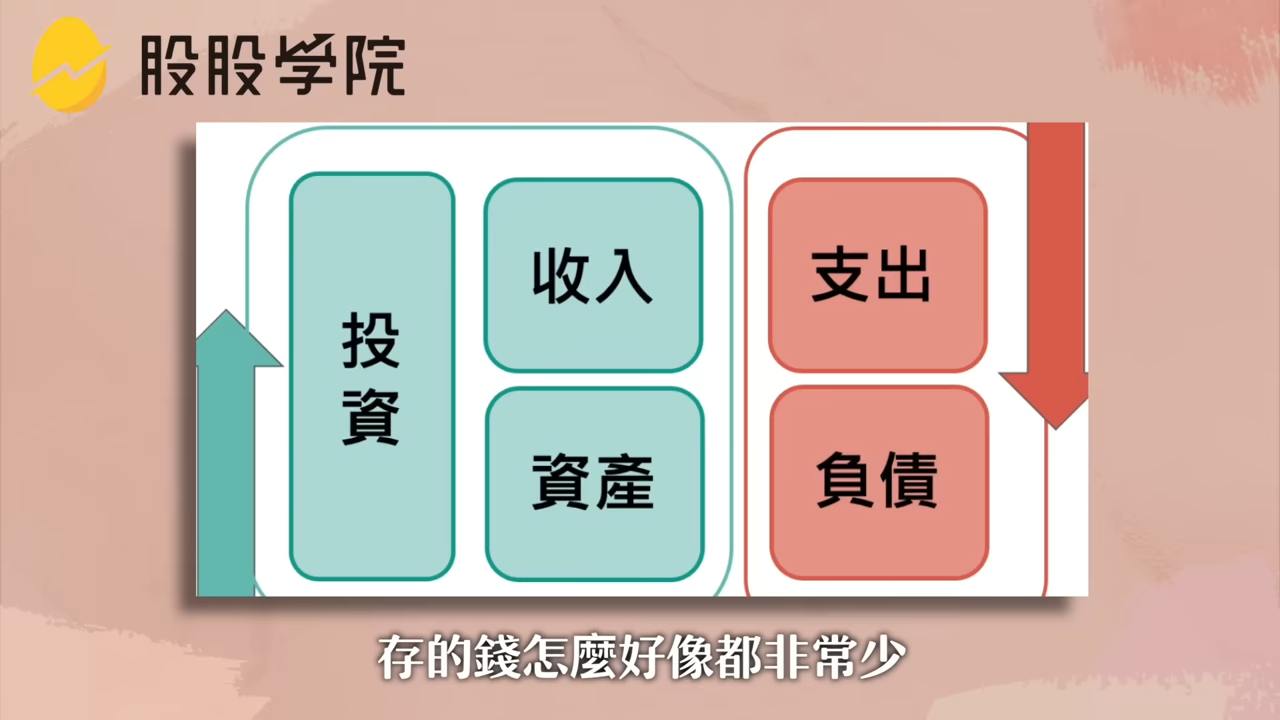 股股學院
投資
收入
資產
支出
負債
存的錢怎麼好像都非常少